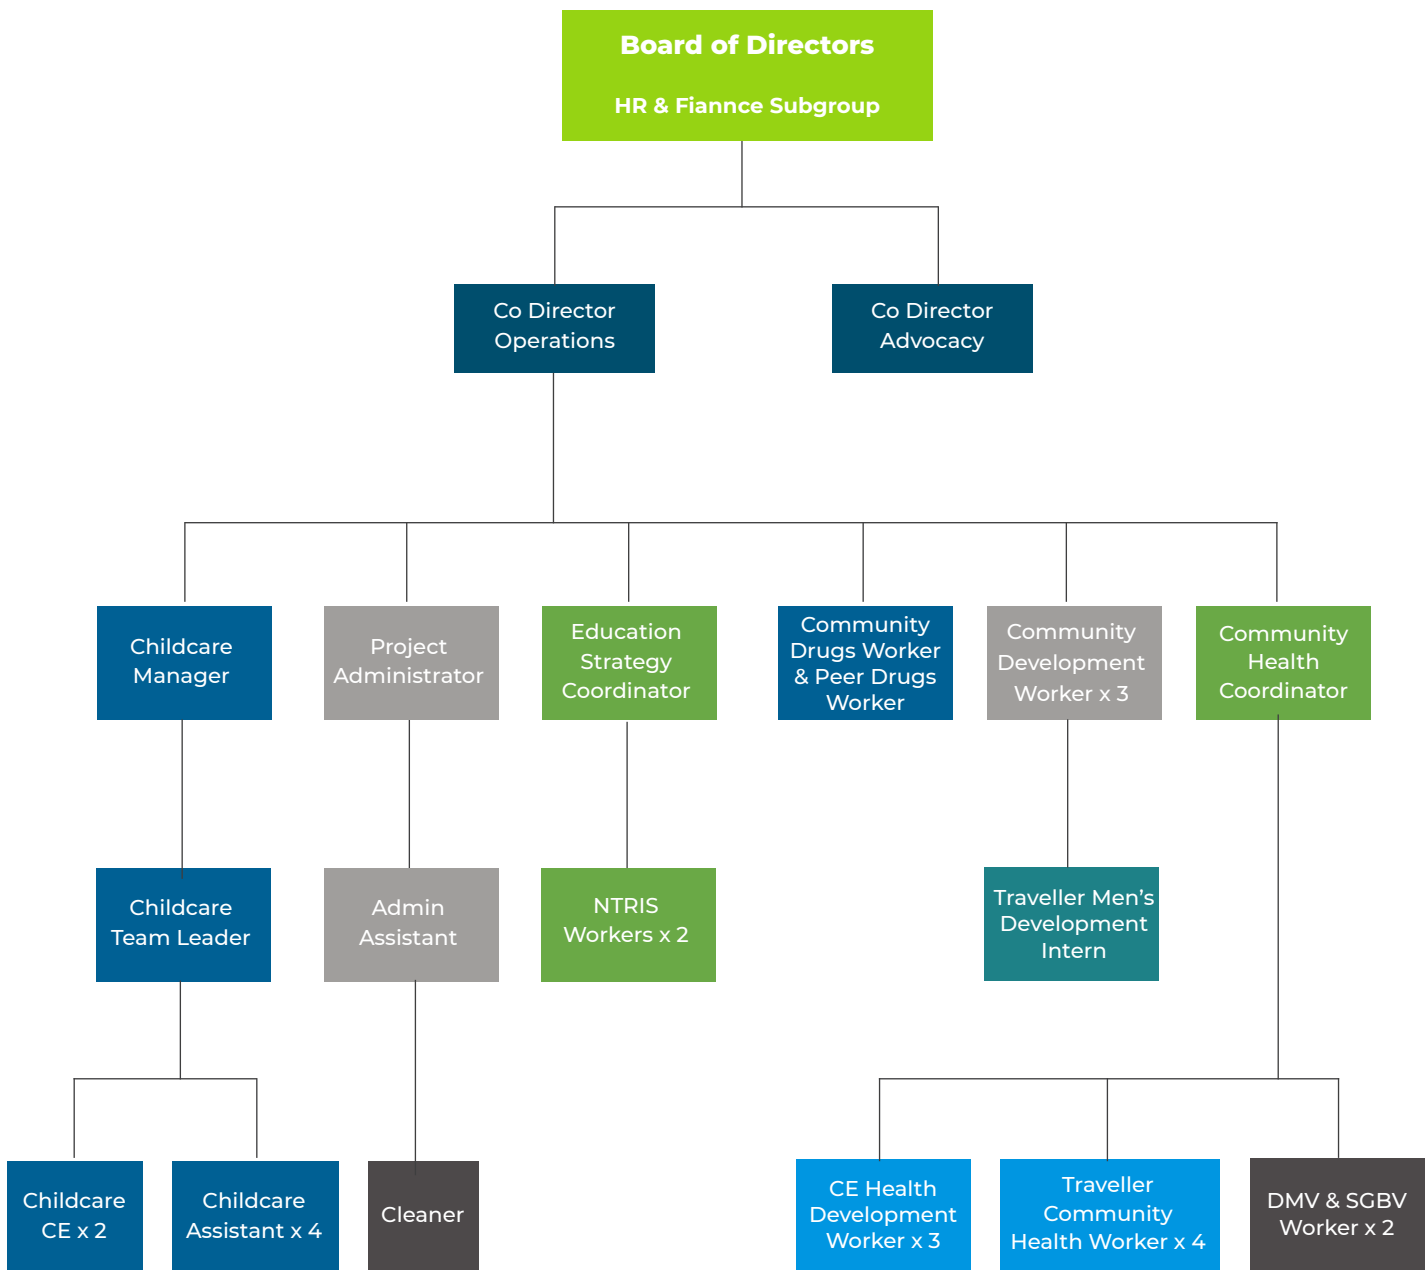 Board of Directors
HR & Fiannce Subgroup
Co Director
Operations
Co Director
Advocacy
Childcare
Manager
Project
Administrator
Education
Strategy
Coordinator
Community
Drugs Worker
& Peer Drugs
Worker
Community
Development
Worker x 3
Community
Health
Coordinator
Childcare
Team Leader
Admin
Assistant
NTRIS
Workers x 2
Traveller Men’s
Development
Intern
Childcare
CE x 2
Childcare
Assistant x 4
Cleaner
CE Health
Development
Worker x 3
Traveller
Community
Health Worker x 4
DMV & SGBV
Worker x 2